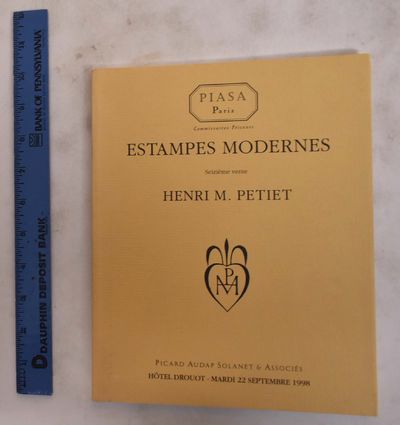 PIASA
Paris
Commissaires Priseurs
ESTAMPES MODERNES
Seizième vente
HENRI M. PETIET
PM
PICARD AUDAP SOLANET & ASSOCIÉS
HÔTEL DROUOT - MARDI 22 SEPTEMBRE 1998
BANK OF PENNSYLVANIA
DAUPHIN DEPOSIT BANK